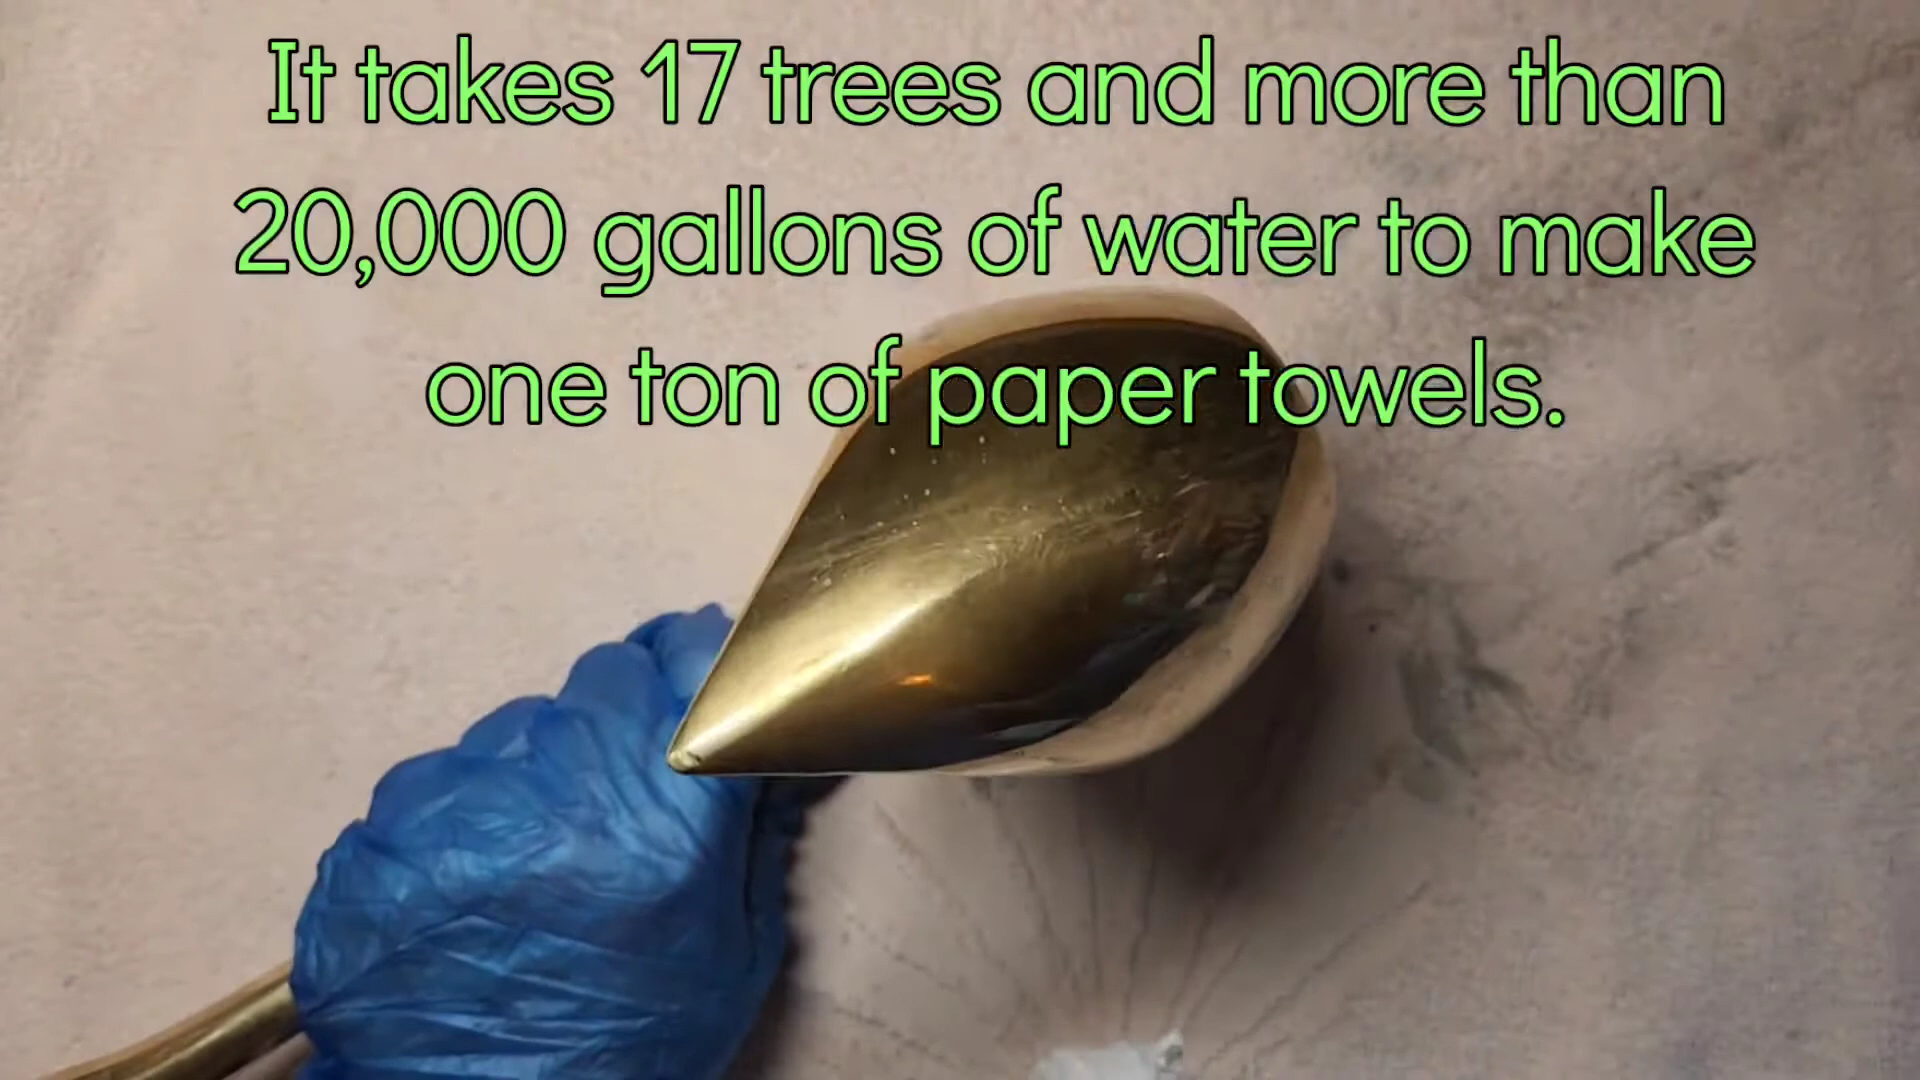 It takes 17 trees and more than
20,000 gallons of water to make
one ton of paper towels.